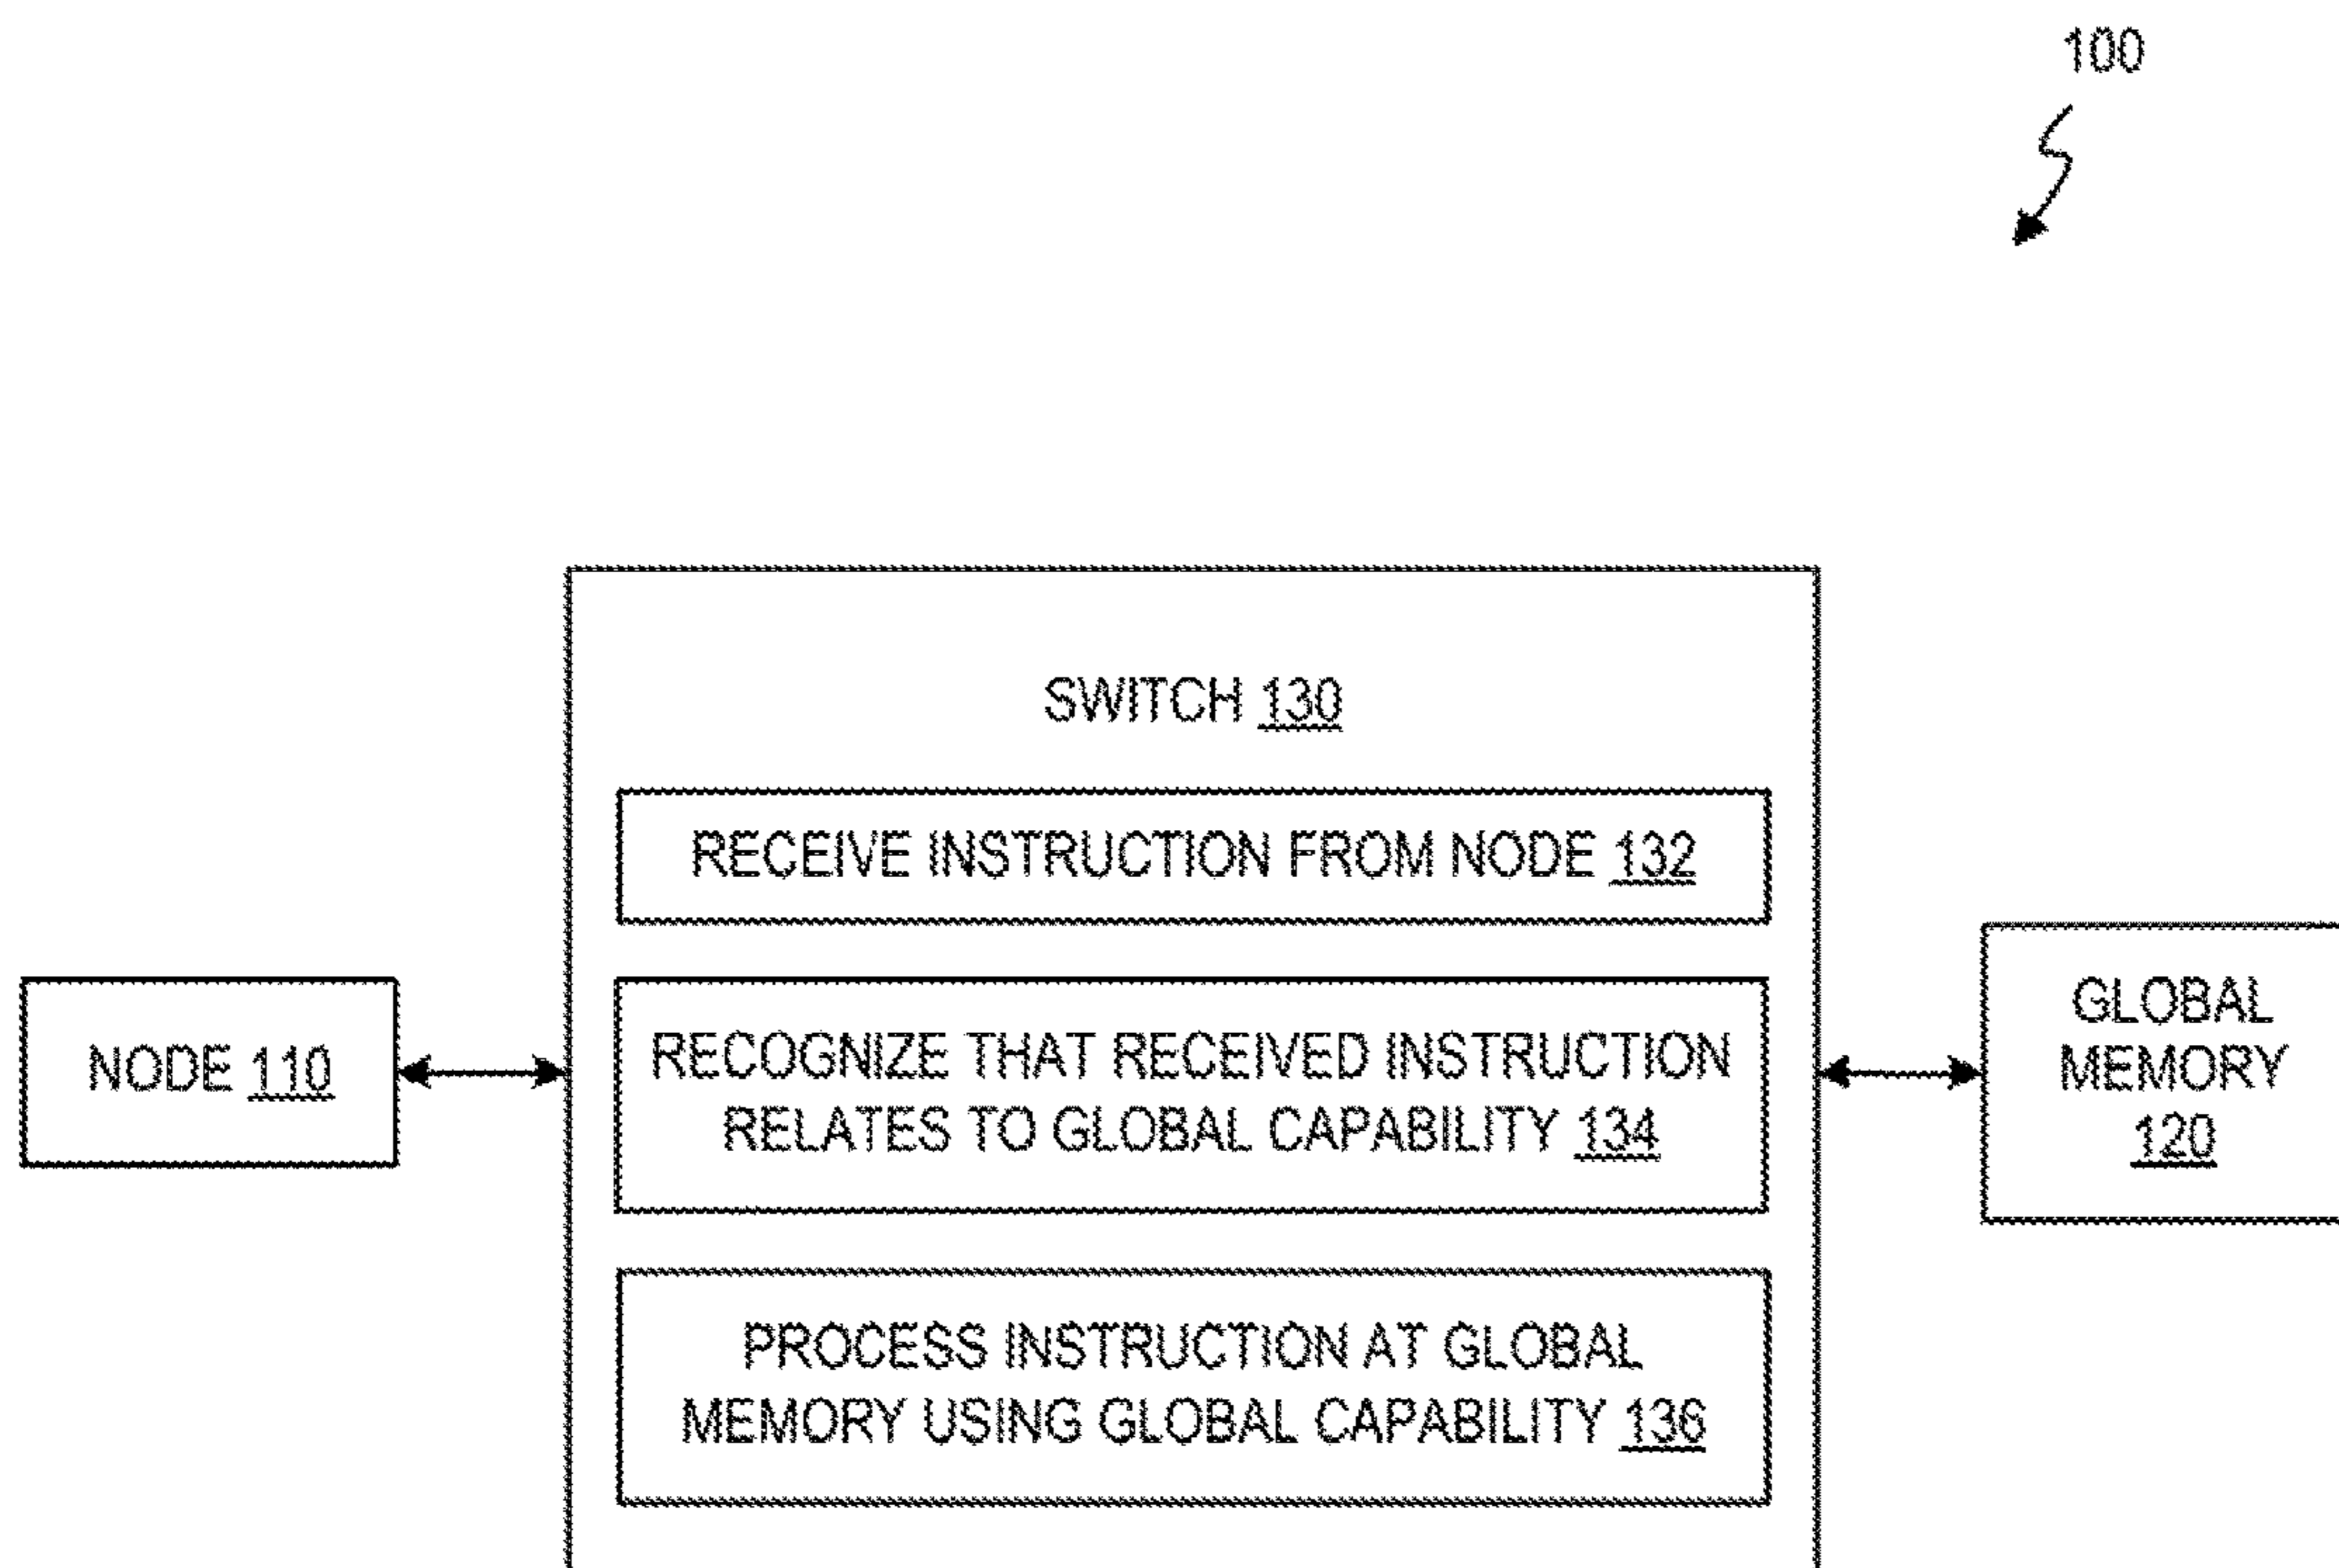 100
SWITCH 130
RECEIVE INSTRUCTION FROM NODE 132
NODE 110
RECOGNIZE THAT RECEIVED INSTRUCTION
RELATES TO GLOBAL CAPABILITY 134
GLOBAL
MEMORY
120
PROCESS INSTRUCTION AT GLOBAL
MEMORY USING GLOBAL CAPABILITY 136